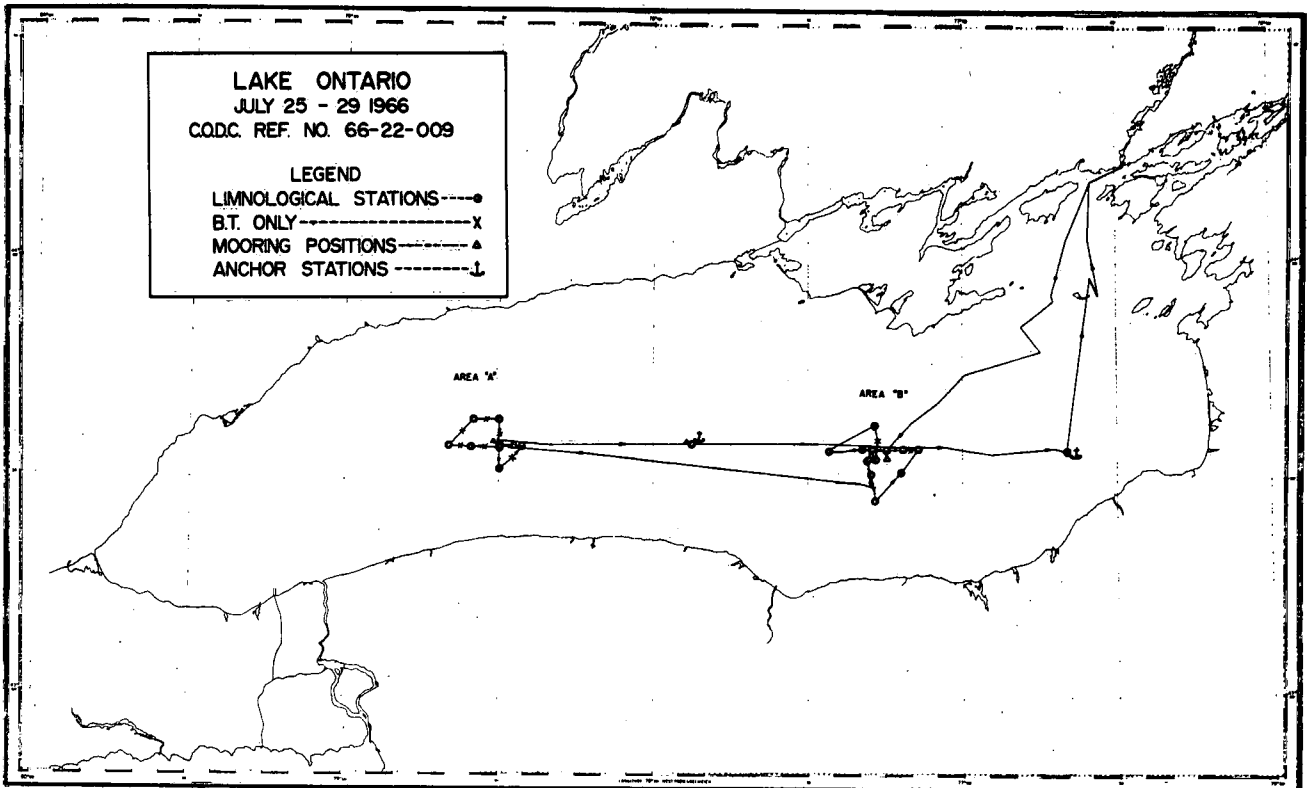 LAKE ONTARIO
JULY 25 - 29 1966
C.O.D.C. REF. NO. 66-22-009
LEGEND
LIMNOLOGICAL STATIONS
B.T. ONLY X
MOORING POSITIONS
ANCHOR STATIONS
AREA "A"
AREA "B"